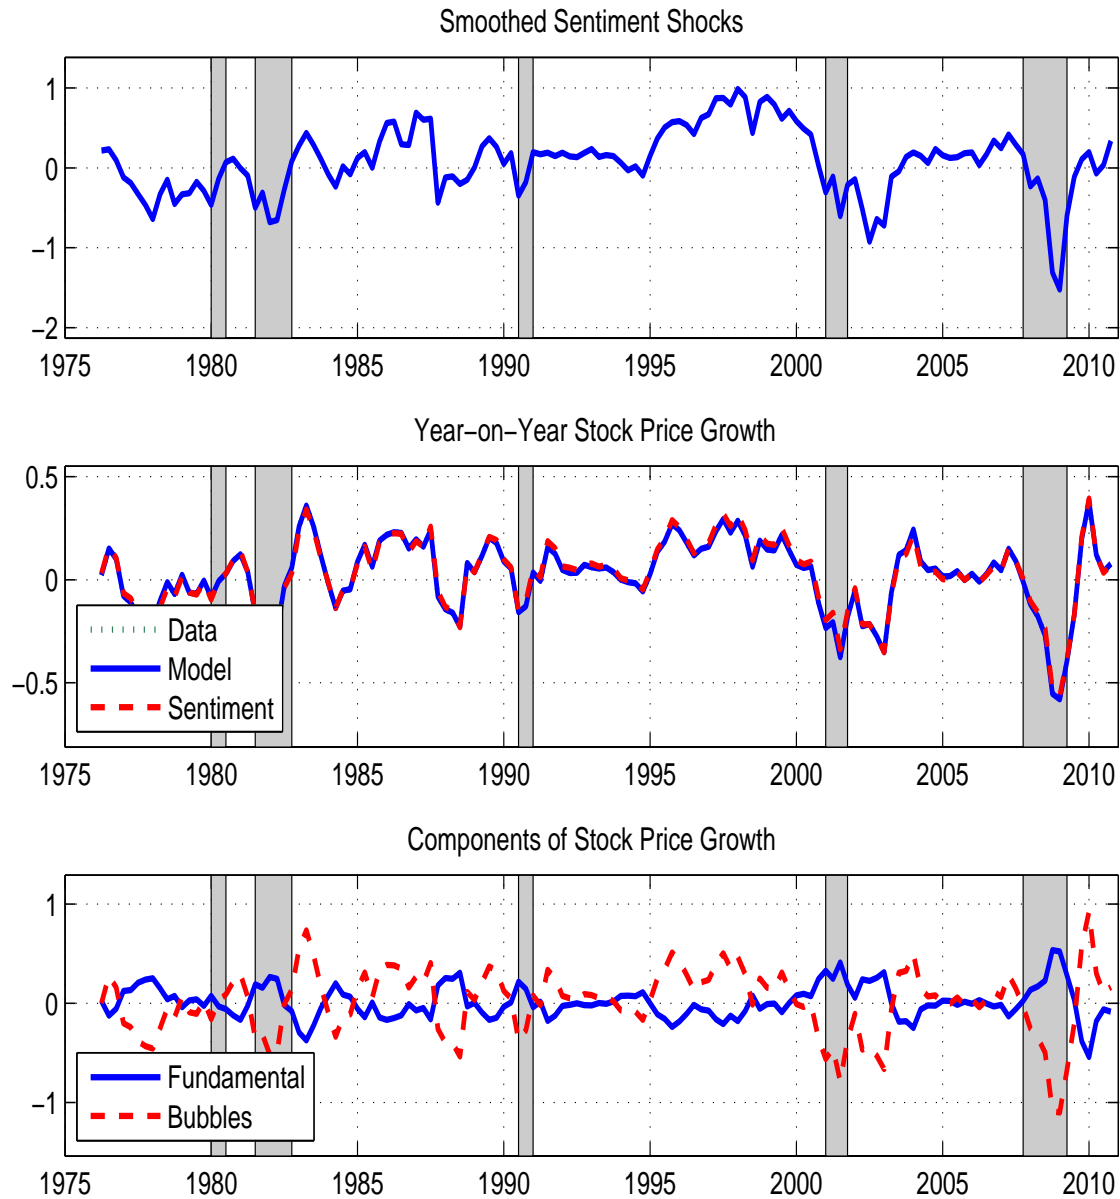 Smoothed Sentiment Shocks
1
0
−1
−2
1975 1980 1985 1990 1995 2000 2005 2010
Year−on−Year Stock Price Growth
0.5
0
−0.5
Data
Model
Sentiment
1975 1980 1985 1990 1995 2000 2005 2010
Components of Stock Price Growth
1
0
−1
Fundamental
Bubbles
1975 1980 1985 1990 1995 2000 2005 2010